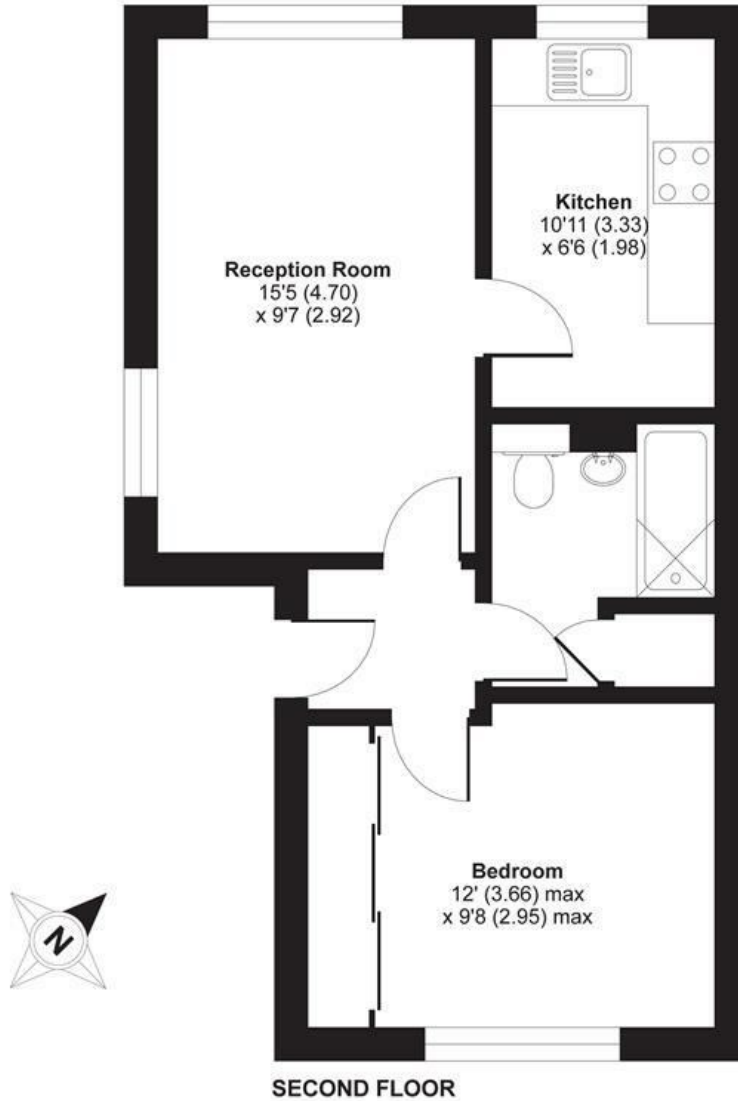 Reception Room
15'5 (4.70)
x 9'7 (2.92)
Kitchen
10'11 (3.33)
x 6'6 (1.98)
Bedroom
12' (3.66) max
x 9'8 (2.95) max
N
SECOND FLOOR